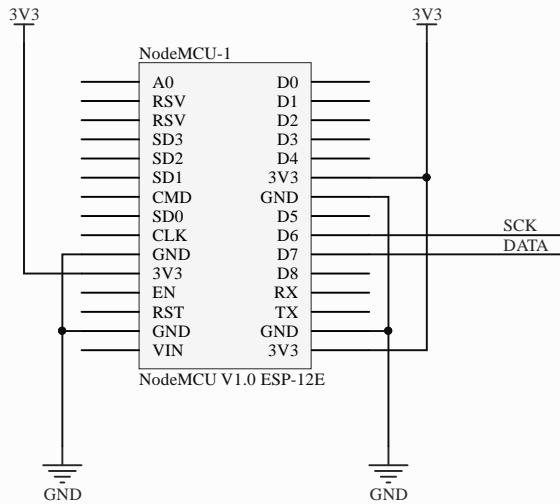 3V3
3V3
NodeMCU-1
A0
D0
RSV
D1
RSV
D2
SD3
D3
SD2
D4
SD1
3V3
CMD
GND
SD0
D5
CLK
D6
SCK
GND
D7
DATA
3V3
D8
EN
RX
RST
TX
GND
GND
VIN
3V3
NodeMCU V1.0 ESP-12E
GND
GND